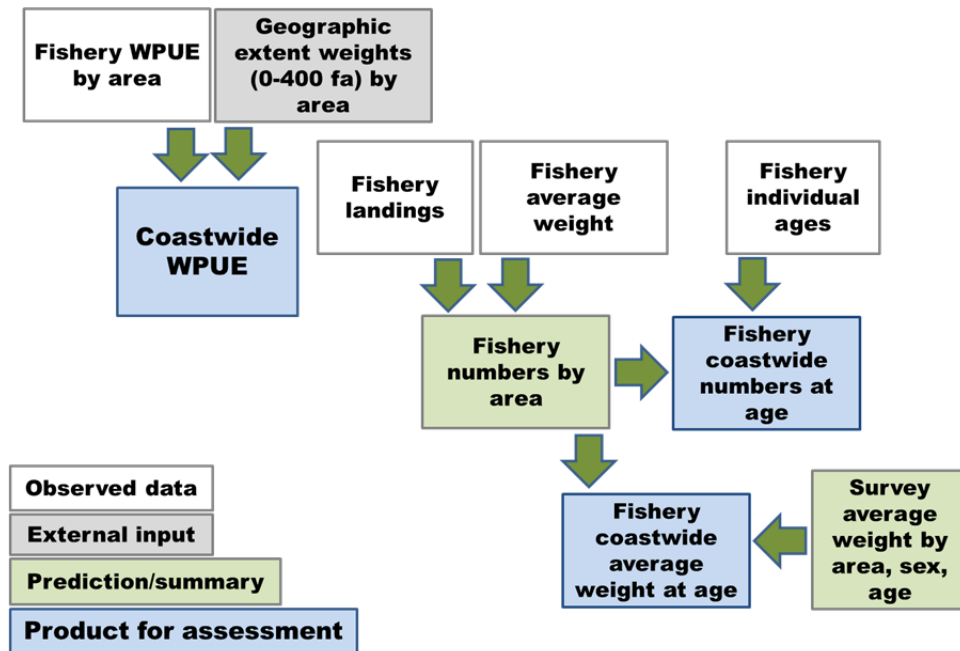 Fishery WPUE
by area
Geographic
extent weights
(0-400 fa) by
area
Coastwide
WPUE
Fishery
landings
Fishery
average
weight
Fishery
individual
ages
Fishery
numbers by
area
Fishery
coastwide
numbers at
age
Fishery
coastwide
average
weight at age
Survey
average
weight by
area, sex,
age
Observed data
External input
Prediction/summary
Product for assessment